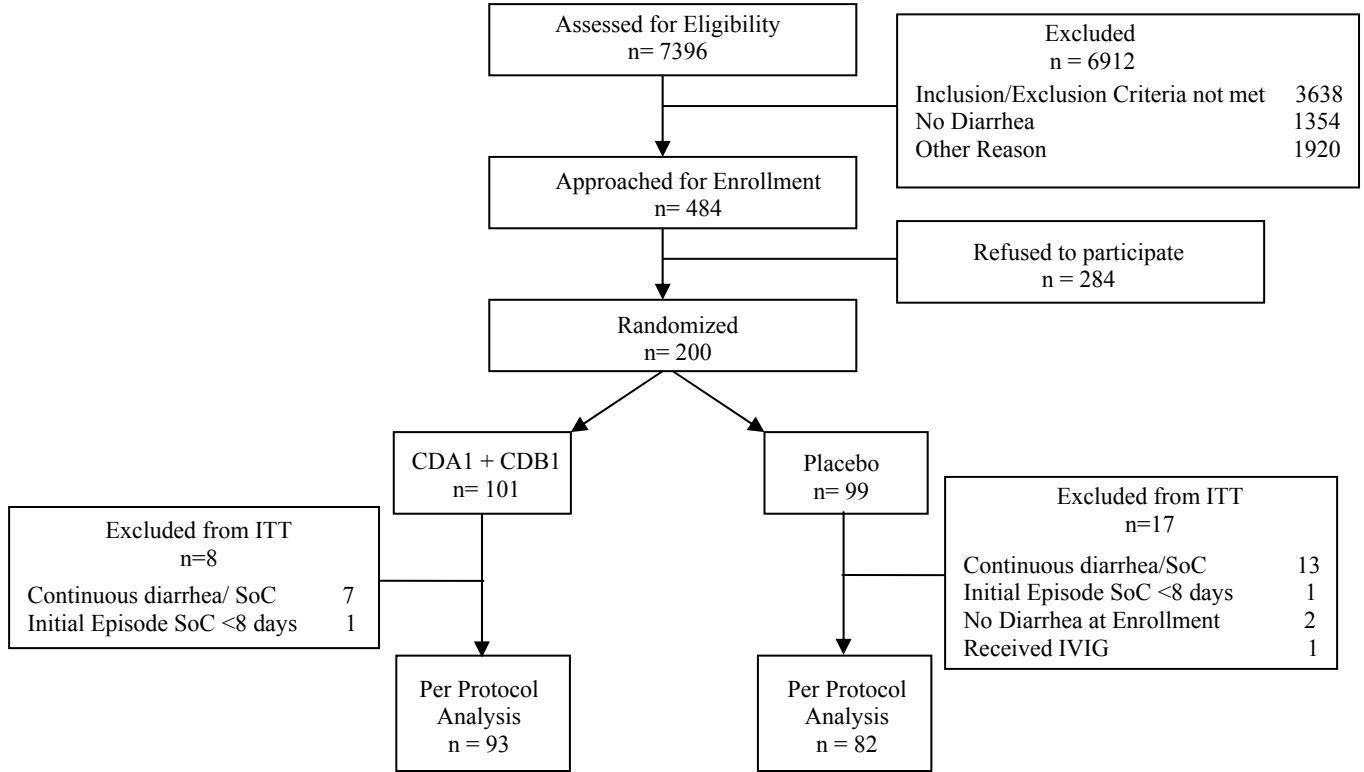 Assessed for Eligibility
n= 7396
Excluded
n = 6912
Inclusion/Exclusion Criteria not met 3638
No Diarrhea 1354
Other Reason 1920
Approached for Enrollment
n= 484
Refused to participate
n = 284
Randomized
n= 200
CDA1 + CDB1
n= 101
Placebo
n= 99
Excluded from ITT
n=8
Continuous diarrhea/ SoC 7
Initial Episode SoC <8 days 1
Excluded from ITT
n=17
Continuous diarrhea/SoC 13
Initial Episode SoC <8 days 1
No Diarrhea at Enrollment 2
Received IVIG 1
Per Protocol
Analysis
n = 93
Per Protocol
Analysis
n = 82